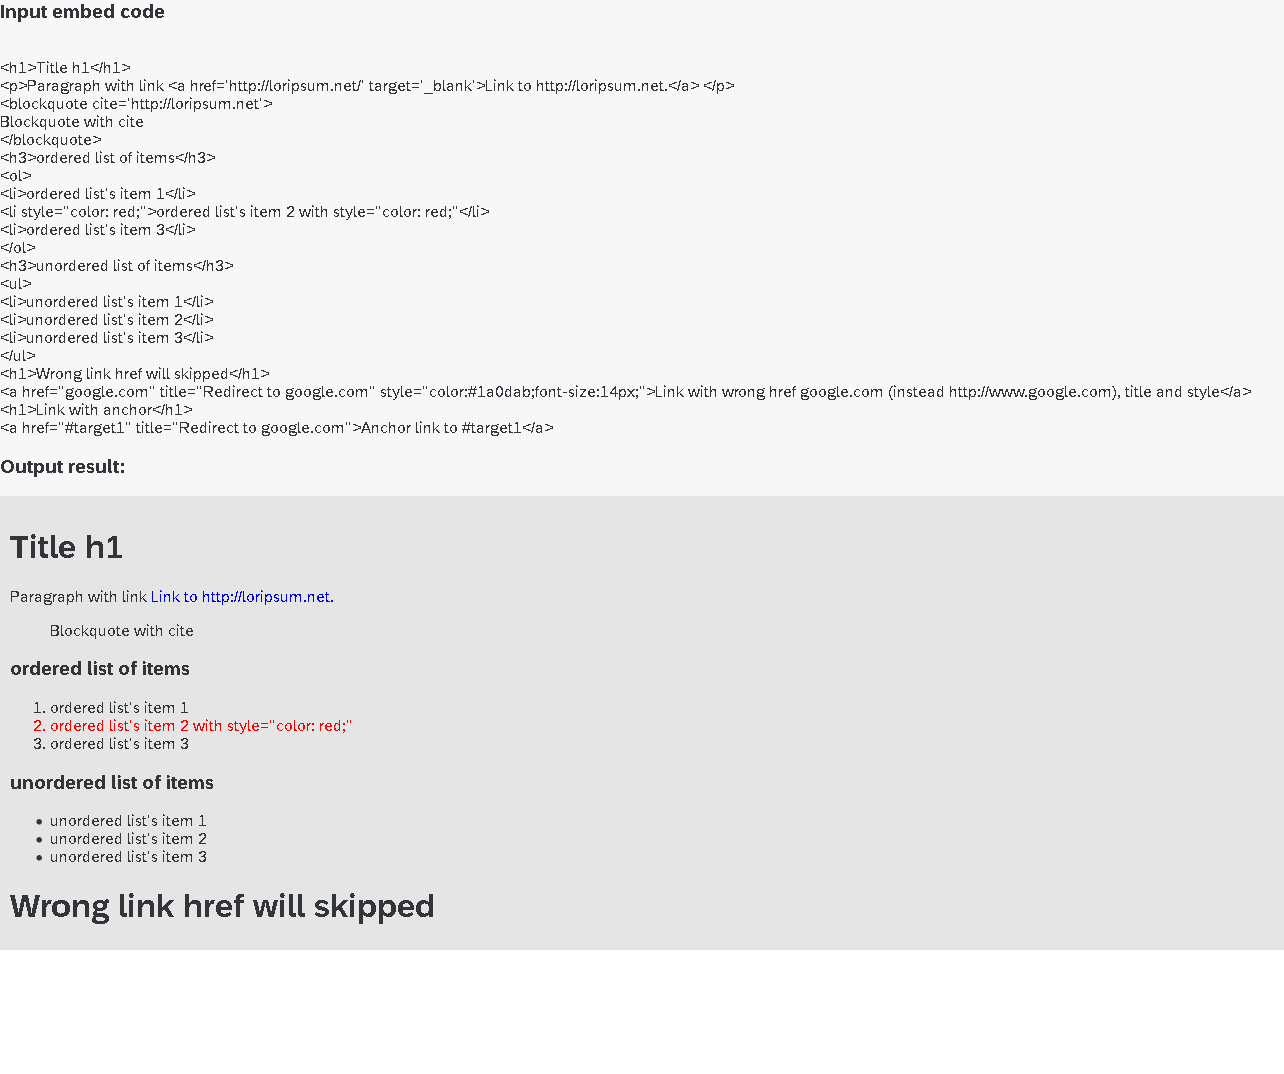 Input embed code
<h1>Title h1</h1>
<p>Paragraph with link <a href='http://loripsum.net/' target='_blank'>Link to http://loripsum.net.</a> </p>
<blockquote cite='http://loripsum.net'>
Blockquote with cite
</blockquote>
<h3>ordered list of items</h3>
<ol>
<li>ordered list's item 1</li>
<li style="color: red;">ordered list's item 2 with style="color: red;"</li>
<li>ordered list's item 3</li>
</ol>
<h3>unordered list of items</h3>
<ul>
<li>unordered list's item 1</li>
<li>unordered list's item 2</li>
<li>unordered list's item 3</li>
</ul>
<h1>Wrong link href will skipped</h1>
<a href="google.com" title="Redirect to google.com" style="color:#1a0dab;font-size:14px;">Link with wrong href google.com (instead http://www.google.com), title and style</a>
<h1>Link with anchor</h1>
<a href="#target1" title="Redirect to google.com">Anchor link to #target1</a>
Output result:
Title h1
Paragraph with link Link to http://loripsum.net.
Blockquote with cite
ordered list of items
1. ordered list's item 1
2. ordered list's item 2 with style="color: red;"
3. ordered list's item 3
unordered list of items
• unordered list's item 1
• unordered list's item 2
• unordered list's item 3
Wrong link href will skipped